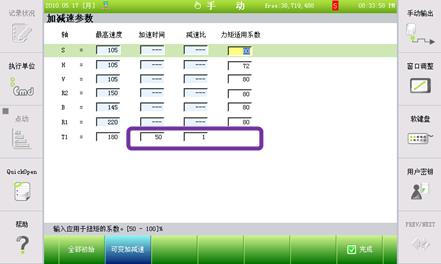 记录状况
2010.05.17 [月]
手 动
free:30,719,488
S
08:33:50 PM
手动输出
加减速参数
执行单位
Cmd
窗口调整
点动
软键盘
QuickOpen
用户密钥
帮助
PREV/NEXT
轴 最高速度 加速时间 减速比 力矩适用系数
S = 105 --- ---
H = 105 --- --- 72
V = 105 --- --- 80
R2 = 150 --- --- 80
B = 145 --- --- 80
R1 = 220 --- --- 80
T1 = 180 50 1
输入应用于扭矩的系数。[50 - 100]%
全部初始
可变加减速
完成